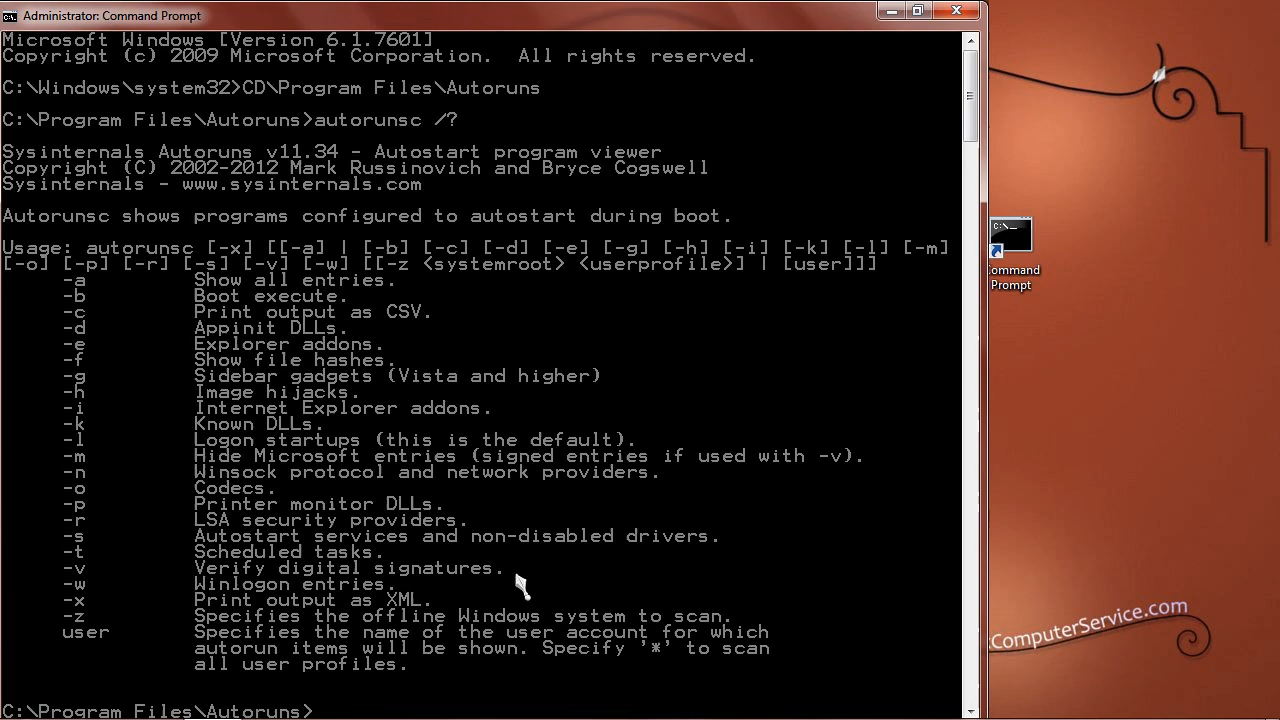 Administrator: Command Prompt
Microsoft Windows [Version 6.1.7601]
Copyright (c) 2009 Microsoft Corporation.  All rights reserved.
C:\Windows\system32>CD\Program Files\Autoruns
C:\Program Files\Autoruns>autorunsc /?
Sysinternals Autoruns v11.34 - Autostart program viewer
Copyright (C) 2002-2012 Mark Russinovich and Bryce Cogswell
Sysinternals - www.sysinternals.com
Autorunsc shows programs configured to autostart during boot.
Usage: autorunsc [-x] [[-a] | [-b] [-c] [-d] [-e] [-g] [-h] [-i] [-k] [-l] [-m]
[-o] [-p] [-r] [-s] [-v] [-w] [[-z <systemroot> <userprofile>] | [user]]]
-a Show all entries.
-b Boot execute.
-c Print output as CSV.
-d Appinit DLLs.
-e Explorer addons.
-f Show file hashes.
-g Sidebar gadgets (Vista and higher)
-h Image hijacks.
-i Internet Explorer addons.
-k Known DLLs.
-l Logon startups (this is the default).
-m Hide Microsoft entries (signed entries if used with -v).
-n Winsock protocol and network providers.
-o Codecs.
-p Printer monitor DLLs.
-r LSA security providers.
-s Autostart services and non-disabled drivers.
-t Scheduled tasks.
-v Verify digital signatures.
-w Winlogon entries.
-x Print output as XML.
-z Specifies the offline Windows system to scan.
user Specifies the name of the user account for which
autorun items will be shown. Specify '*' to scan
all user profiles.
C:\Program Files\Autoruns>
C:\_
ommand
Prompt
ComputerService.com